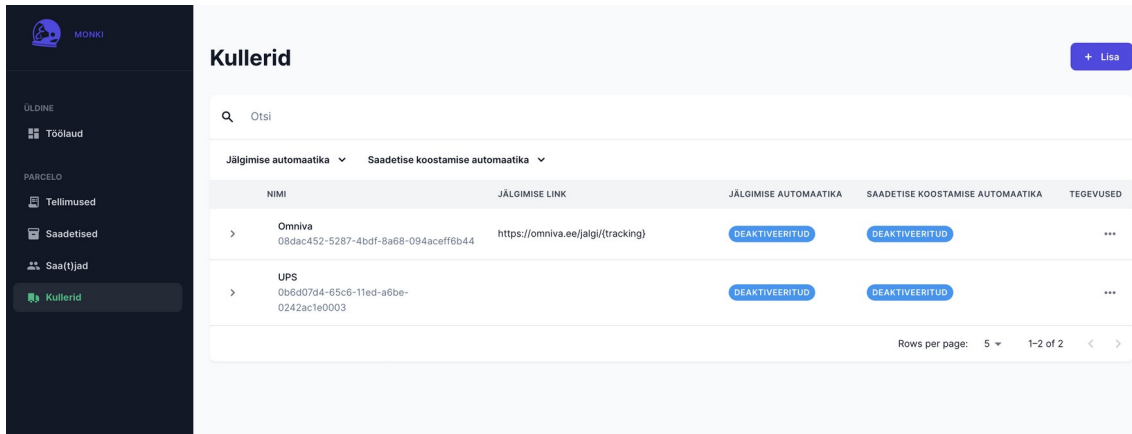 MONKI
ÜLDINE
Töölaud
PARCELO
Tellimused
Saadetised
Saa(t)jad
Kullerid
Kullerid
+ Lisa
Otsi
Jälgimise automaatika Saadetise koostamise automaatika
NIMI JÄLGIMISE LINK JÄLGIMISE AUTOMAATIKA SAADETISE KOOSTAMISE AUTOMAATIKA TEGEVUSED
Omniva
08dac452-5287-4bdf-8a68-094aceff6b44 https://omniva.ee/jalgi/{tracking} DEAKTIVEERITUD DEAKTIVEERITUD ...
UPS
0b6d07d4-65c6-11ed-a6be- DEAKTIVEERITUD DEAKTIVEERITUD ...
0242ac1e0003
Rows per page: 5 1–2 of 2 < >